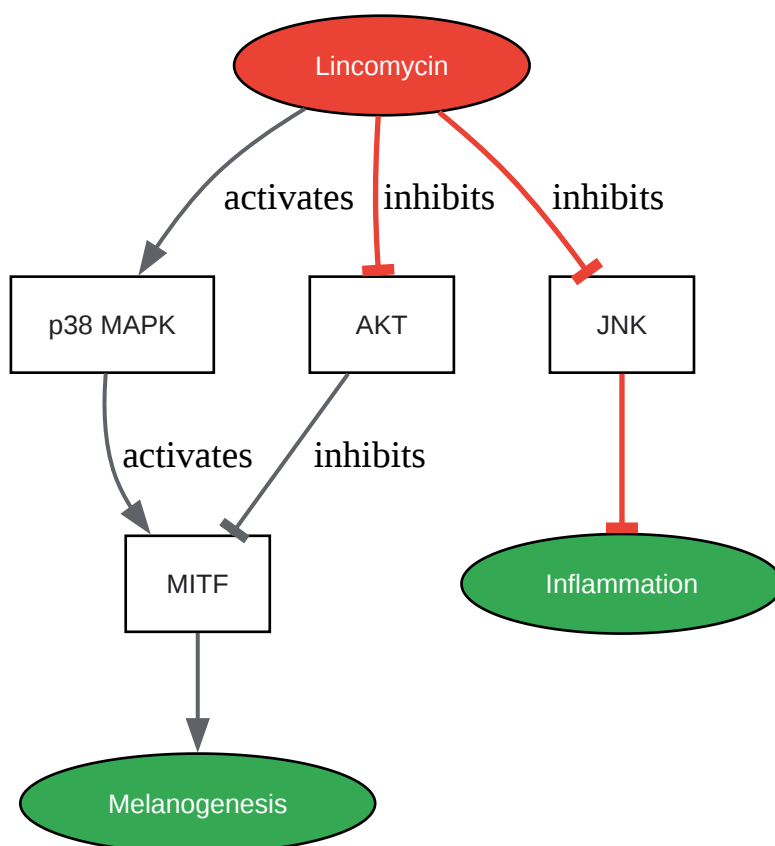 Lincomycin
activates
inhibits
inhibits
p38 MAPK
AKT
JNK
activates
inhibits
MITF
Inflammation
Melanogenesis